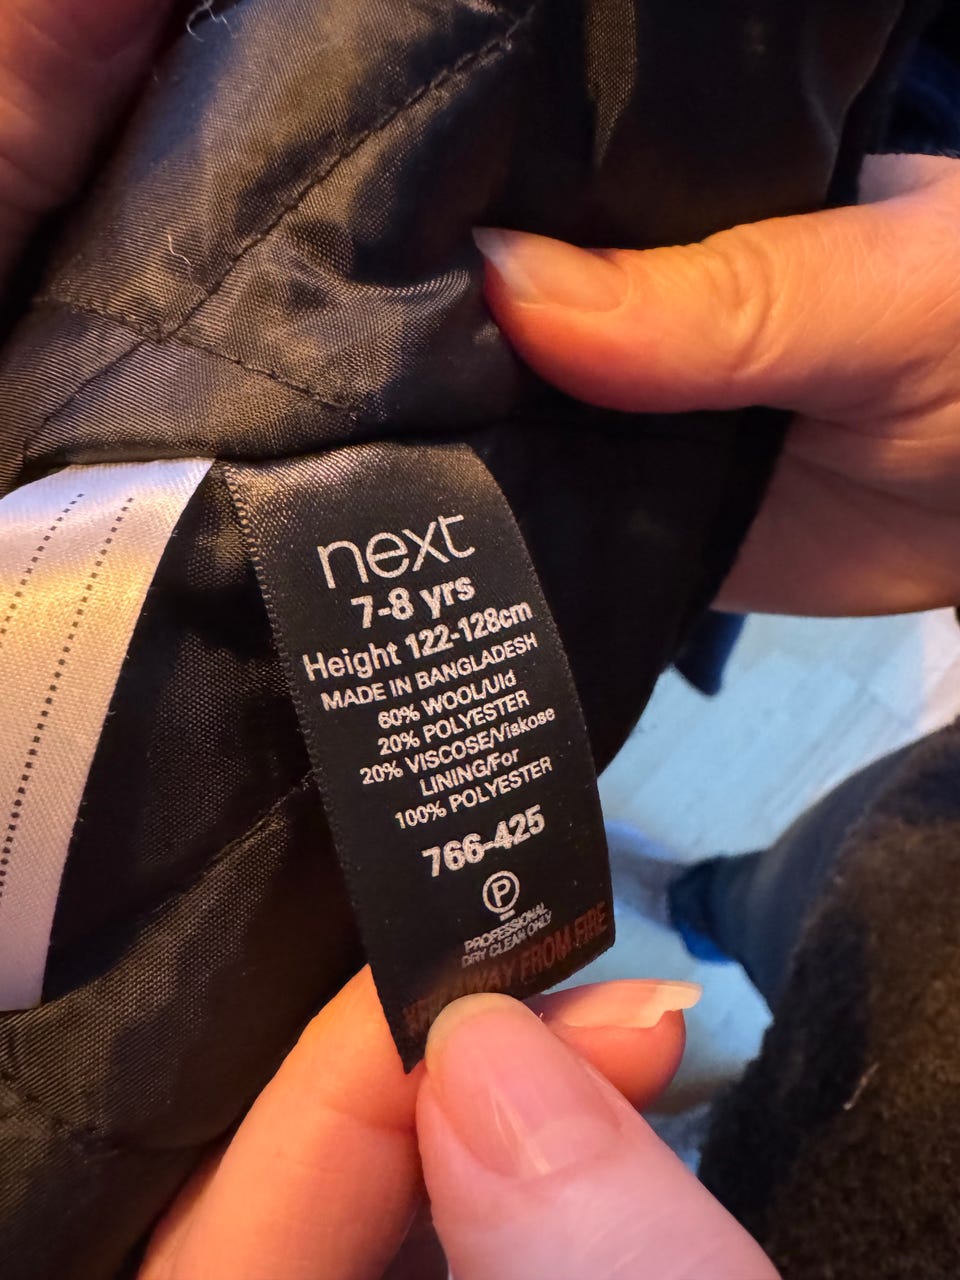 next
7-8 yrs
Height 122-128cm
MADE IN BANGLADESH
60% WOOL/Uld
20% POLYESTER
20% VISCOSE/Viskose
LINING/For
100% POLYESTER
766-425
P
PROFESSIONAL
DRY CLEAN ONLY
AWAY FROM FIRE